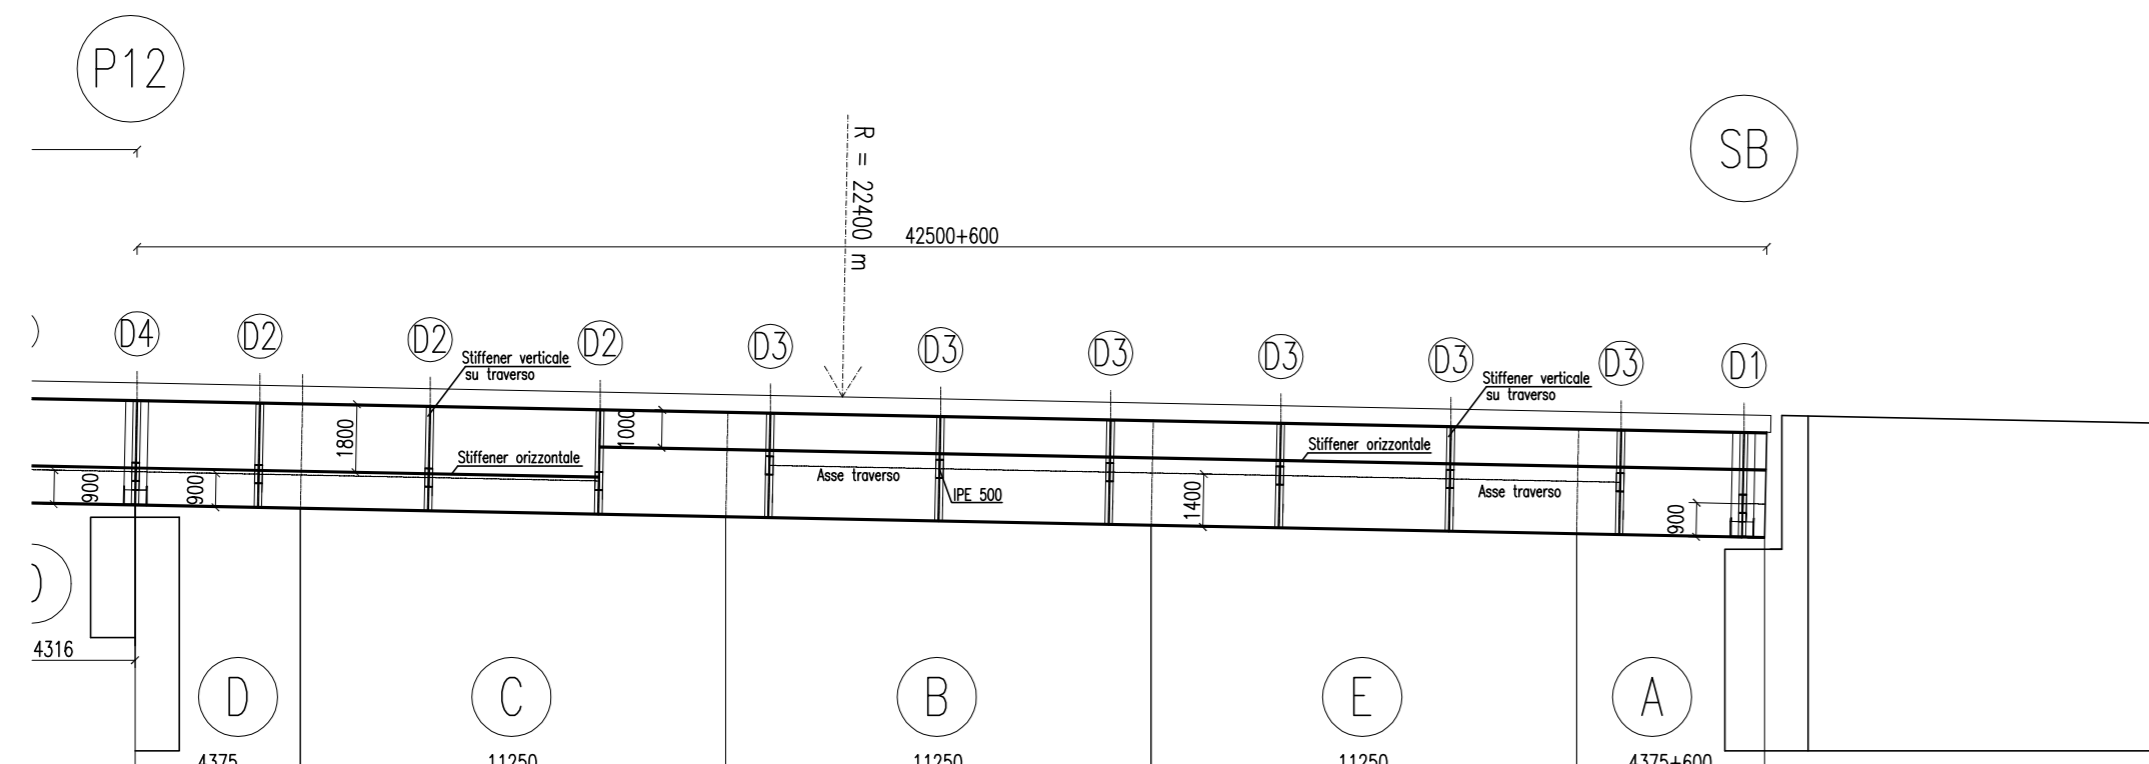 P12
SB
R = 22400 m
42500+600
D4
D2
D2
D2
D3
D3
D3
D3
D3
D3
D1
Stiffener verticale
su traverso
Stiffener verticale
su traverso
1800
1000
Stiffener orizzontale
Stiffener orizzontale
900
900
Asse traverso
IPE 500
1400
Asse traverso
900
4316
D
C
B
E
A
4375
11250
11250
11250
4375+600